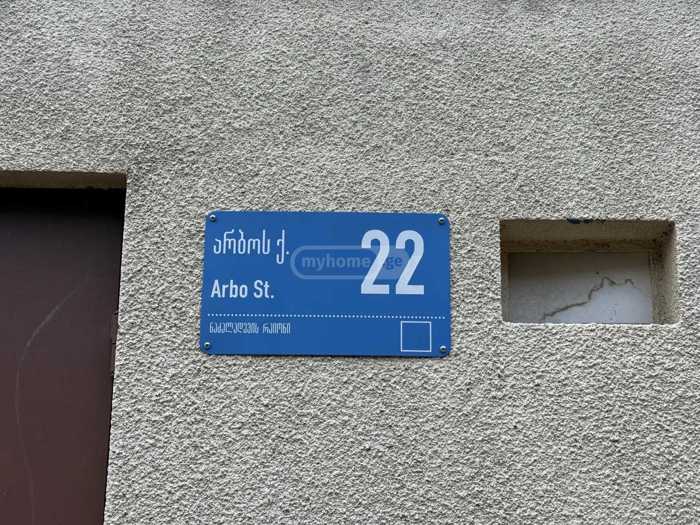 არბოს ქ.
22
Arbo St.
ნაძალადევის რაიონი
myhome.ge